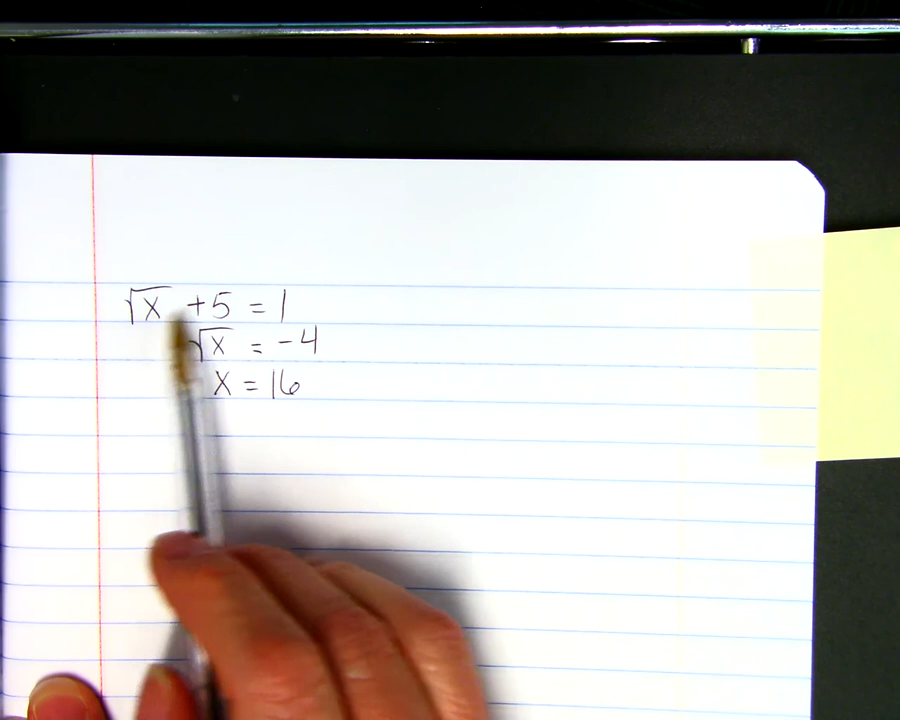 √x +5 = 1
√x = -4
x = 16